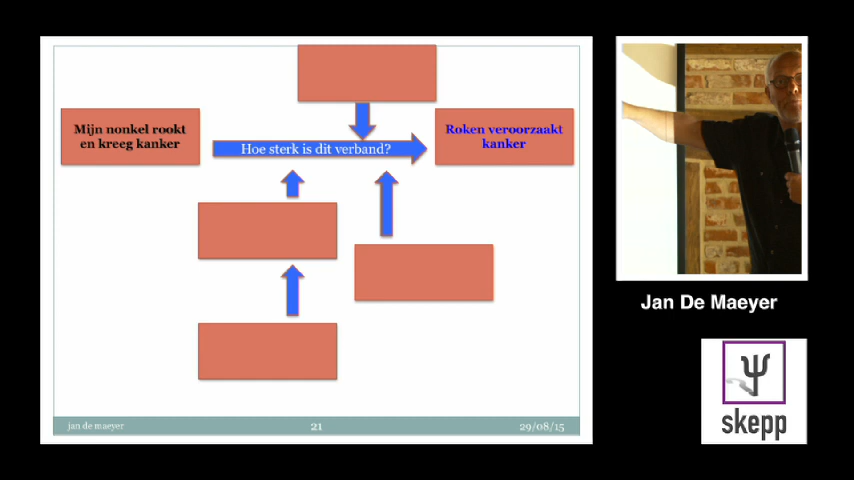 Mijn nonkel rookt
en kreeg kanker
Hoe sterk is dit verband?
Roken veroorzaakt
kanker
jan de maeyer
21
29/08/15
Jan De Maeyer
skepp